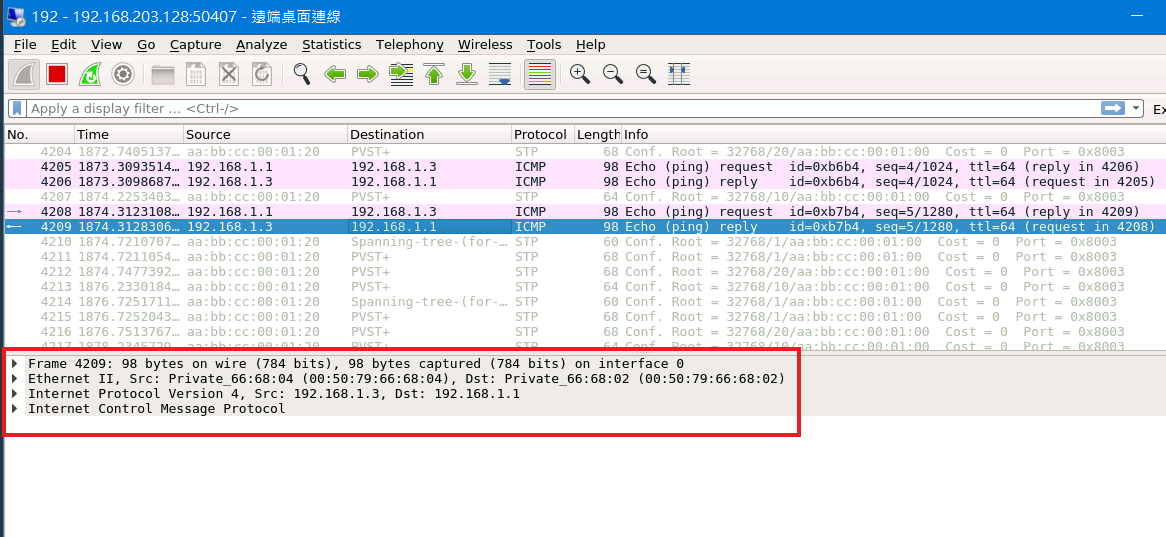 192 - 192.168.203.128:50407 - 遠端桌面連線
File Edit View Go Capture Analyze Statistics Telephony Wireless Tools Help
Apply a display filter … <Ctrl-/> Ex
No. Time Source Destination Protocol Length Info
4204 1872.7405137… aa:bb:cc:00:01:20 PVST+ STP 68 Conf. Root = 32768/20/aa:bb:cc:00:01:00 Cost = 0 Port = 0x8003
4205 1873.3093514… 192.168.1.1 192.168.1.3 ICMP 98 Echo (ping) request id=0xb6b4, seq=4/1024, ttl=64 (reply in 4206)
4206 1873.3098687… 192.168.1.3 192.168.1.1 ICMP 98 Echo (ping) reply id=0xb6b4, seq=4/1024, ttl=64 (request in 4205)
4207 1874.2253403… aa:bb:cc:00:01:20 PVST+ STP 64 Conf. Root = 32768/10/aa:bb:cc:00:01:00 Cost = 0 Port = 0x8003
4208 1874.3123108… 192.168.1.1 192.168.1.3 ICMP 98 Echo (ping) request id=0xb7b4, seq=5/1280, ttl=64 (reply in 4209)
4209 1874.3128306… 192.168.1.3 192.168.1.1 ICMP 98 Echo (ping) reply id=0xb7b4, seq=5/1280, ttl=64 (request in 4208)
4210 1874.7210707… aa:bb:cc:00:01:20 Spanning-tree-(for-… STP 60 Conf. Root = 32768/1/aa:bb:cc:00:01:00 Cost = 0 Port = 0x8003
4211 1874.7211054… aa:bb:cc:00:01:20 PVST+ STP 68 Conf. Root = 32768/1/aa:bb:cc:00:01:00 Cost = 0 Port = 0x8003
4212 1874.7477392… aa:bb:cc:00:01:20 PVST+ STP 68 Conf. Root = 32768/20/aa:bb:cc:00:01:00 Cost = 0 Port = 0x8003
4213 1876.2330184… aa:bb:cc:00:01:20 PVST+ STP 64 Conf. Root = 32768/10/aa:bb:cc:00:01:00 Cost = 0 Port = 0x8003
4214 1876.7251711… aa:bb:cc:00:01:20 Spanning-tree-(for-… STP 60 Conf. Root = 32768/1/aa:bb:cc:00:01:00 Cost = 0 Port = 0x8003
4215 1876.7252043… aa:bb:cc:00:01:20 PVST+ STP 68 Conf. Root = 32768/1/aa:bb:cc:00:01:00 Cost = 0 Port = 0x8003
4216 1876.7513767… aa:bb:cc:00:01:20 PVST+ STP 68 Conf. Root = 32768/20/aa:bb:cc:00:01:00 Cost = 0 Port = 0x8003
4217 1878.2345729… aa:bb:cc:00:01:20 PVST+ STP 64 Conf. Root = 32768/10/aa:bb:cc:00:01:00 Cost = 0 Port = 0x8003
Frame 4209: 98 bytes on wire (784 bits), 98 bytes captured (784 bits) on interface 0
Ethernet II, Src: Private_66:68:04 (00:50:79:66:68:04), Dst: Private_66:68:02 (00:50:79:66:68:02)
Internet Protocol Version 4, Src: 192.168.1.3, Dst: 192.168.1.1
Internet Control Message Protocol